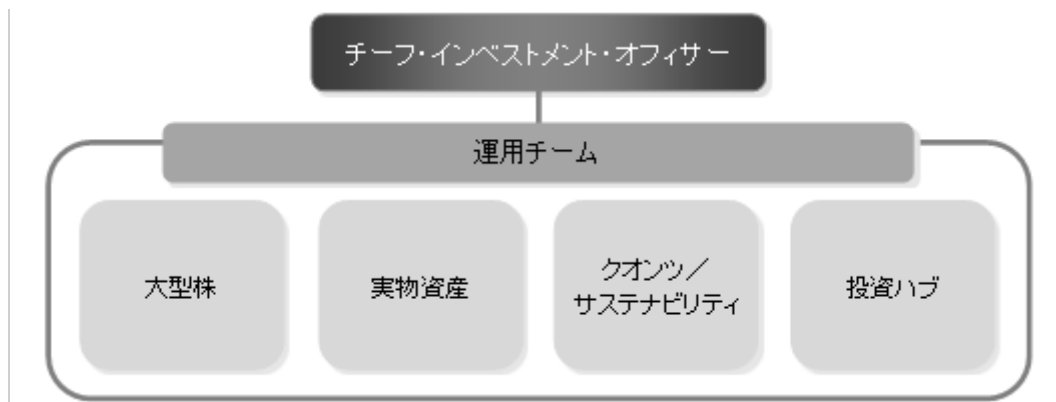 チーフ・インベストメント・オフィサー
運用チーム
大型株
実物資産
クオンツ／
サステナビリティ
投資ハブ